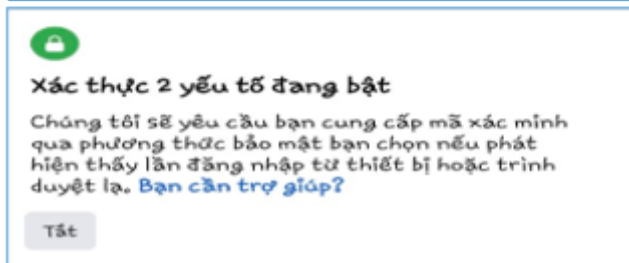 Xác thực 2 yếu tố đang bật
Chúng tôi sẽ yêu cầu bạn cung cấp mã xác minh
qua phương thức bảo mật bạn chọn nếu phát
hiện thấy lần đăng nhập từ thiết bị hoặc trình
duyệt lạ. Bạn cần trợ giúp?
Tắt